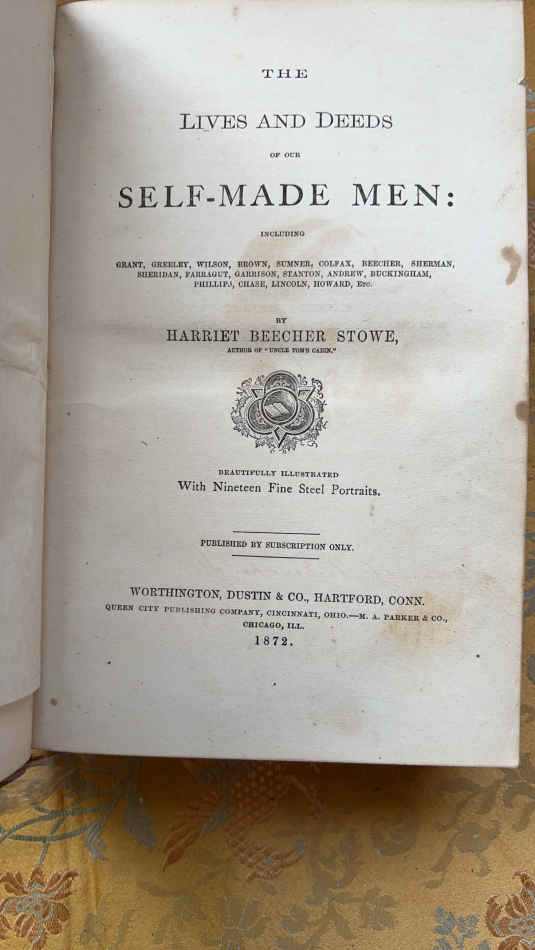 THE
LIVES AND DEEDS
OF OUR
SELF-MADE MEN:
INCLUDING
GRANT, GREELEY, WILSON, BROWN, SUMNER, COLFAX, BEECHER, SHERMAN,
SHERIDAN, FARRAGUT, GARRISON, STANTON, ANDREW, BUCKINGHAM,
PHILLIPS, CHASE, LINCOLN, HOWARD, Etc.
BY
HARRIET BEECHER STOWE,
AUTHOR OF "UNCLE TOM'S CABIN."
BEAUTIFULLY ILLUSTRATED
With Nineteen Fine Steel Portraits.
PUBLISHED BY SUBSCRIPTION ONLY.
WORTHINGTON, DUSTIN & CO., HARTFORD, CONN.
QUEEN CITY PUBLISHING COMPANY, CINCINNATI, OHIO.—M. A. PARKER & CO.,
CHICAGO, ILL.
1872.